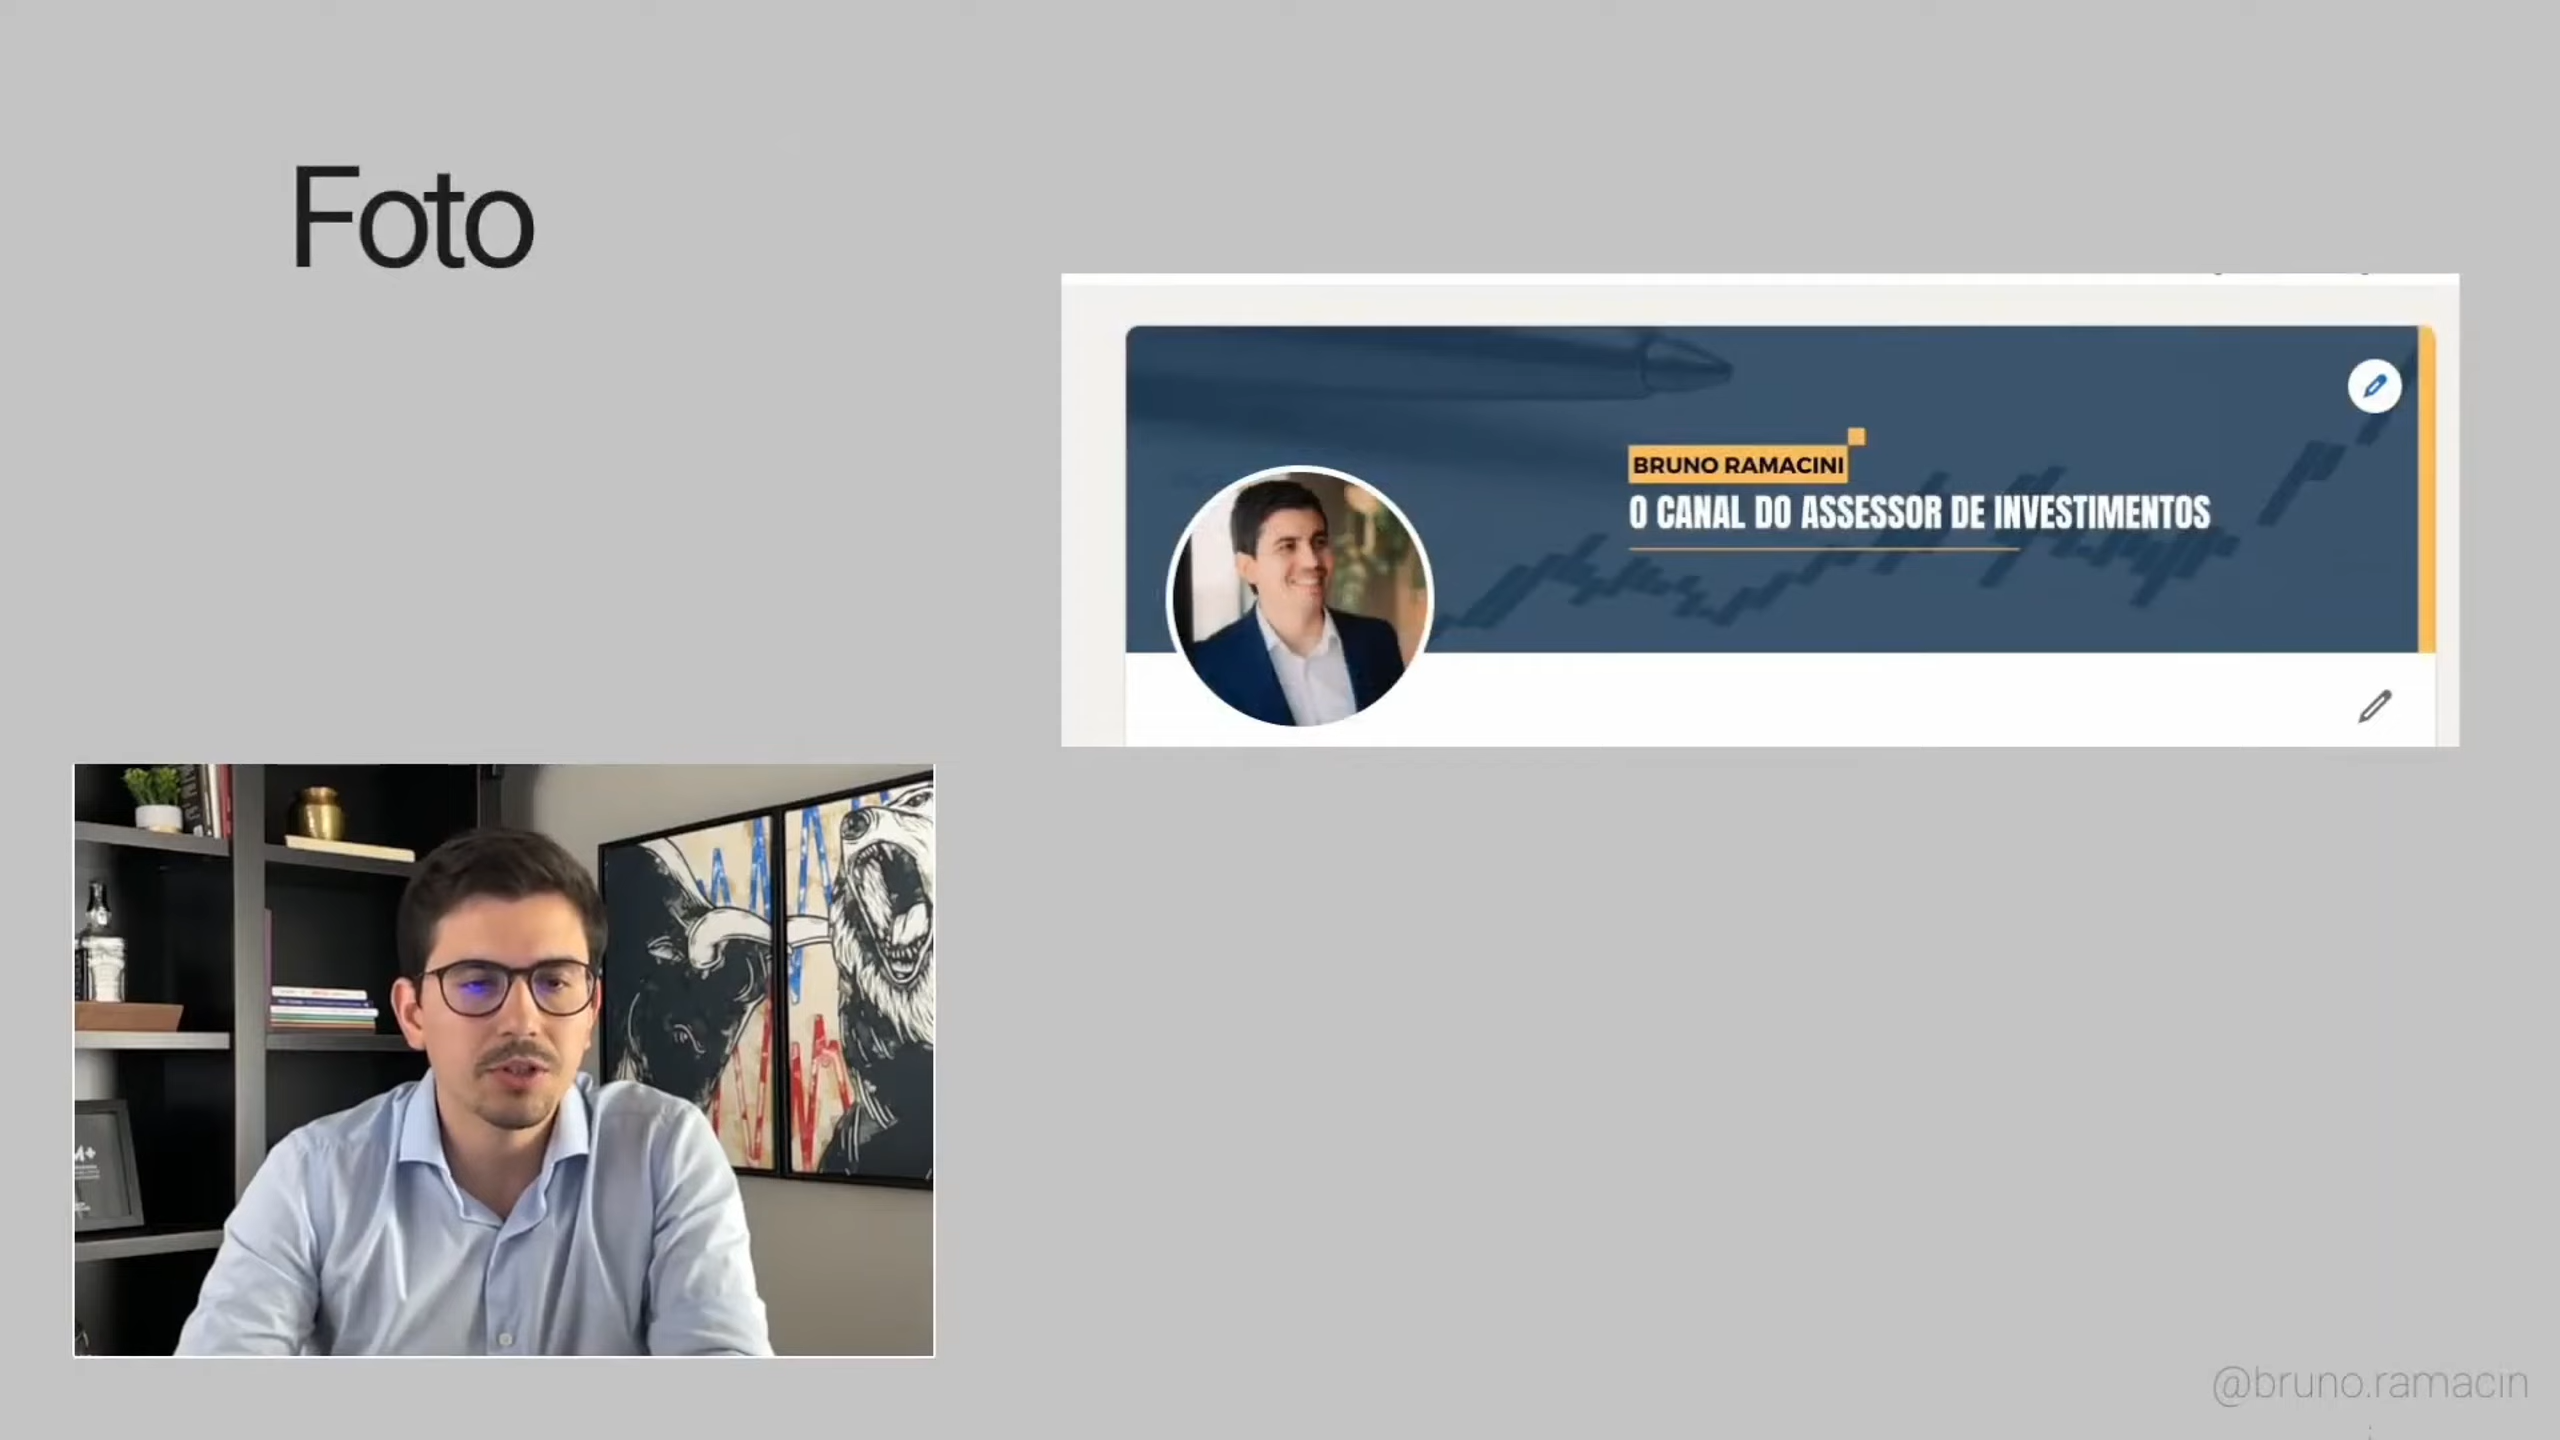 Foto
BRUNO RAMACINI
O CANAL DO ASSESSOR DE INVESTIMENTOS
M+
@bruno.ramacin